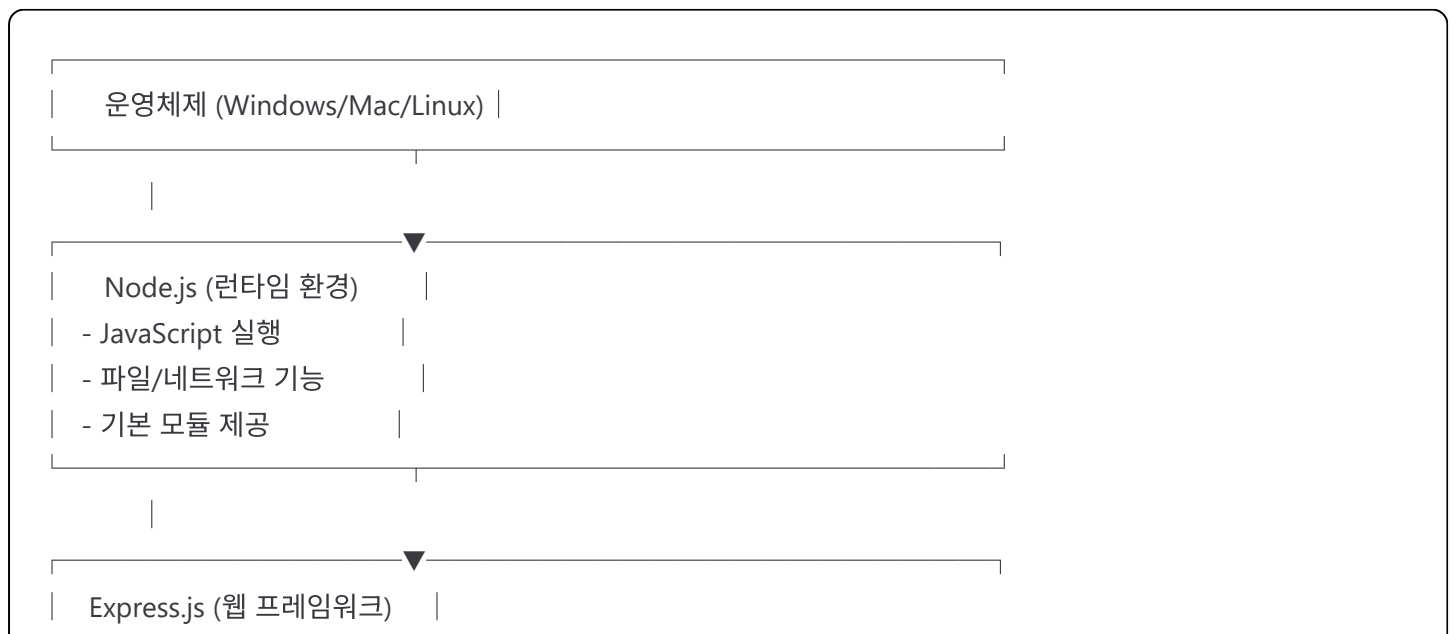 운영체제 (Windows/Mac/Linux)
Node.js (런타임 환경)
- JavaScript 실행
- 파일/네트워크 기능
- 기본 모듈 제공
Express.js (웹 프레임워크)